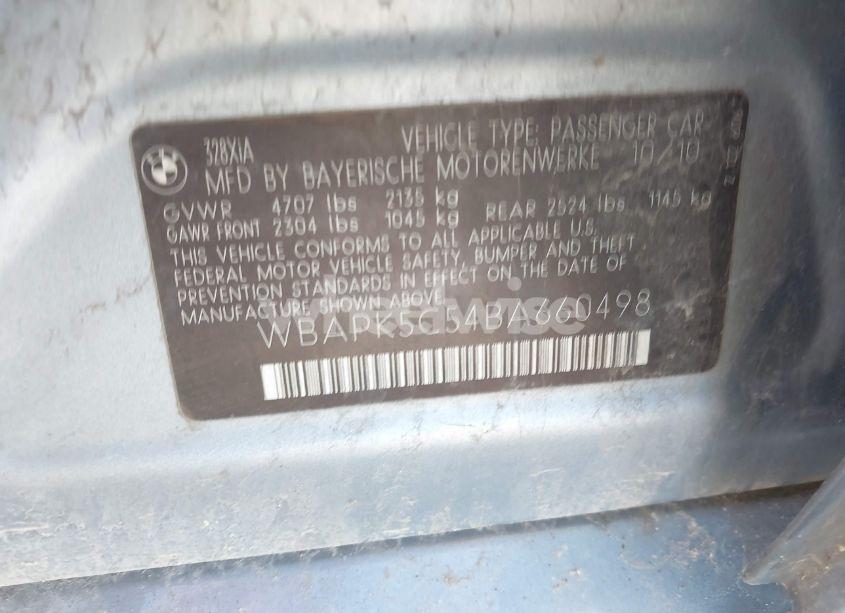 BMW
328XIA
VEHICLE TYPE: PASSENGER CAR
MFD BY BAYERISCHE MOTORENWERKE 10/10
GVWR 4707 lbs 2135 kg
GAWR FRONT 2304 lbs 1045 kg REAR 2524 lbs 1145 kg
THIS VEHICLE CONFORMS TO ALL APPLICABLE U.S.
FEDERAL MOTOR VEHICLE SAFETY, BUMPER AND THEFT
PREVENTION STANDARDS IN EFFECT ON THE DATE OF
MANUFACTURE SHOWN ABOVE.
WBAPK5C54BA660498